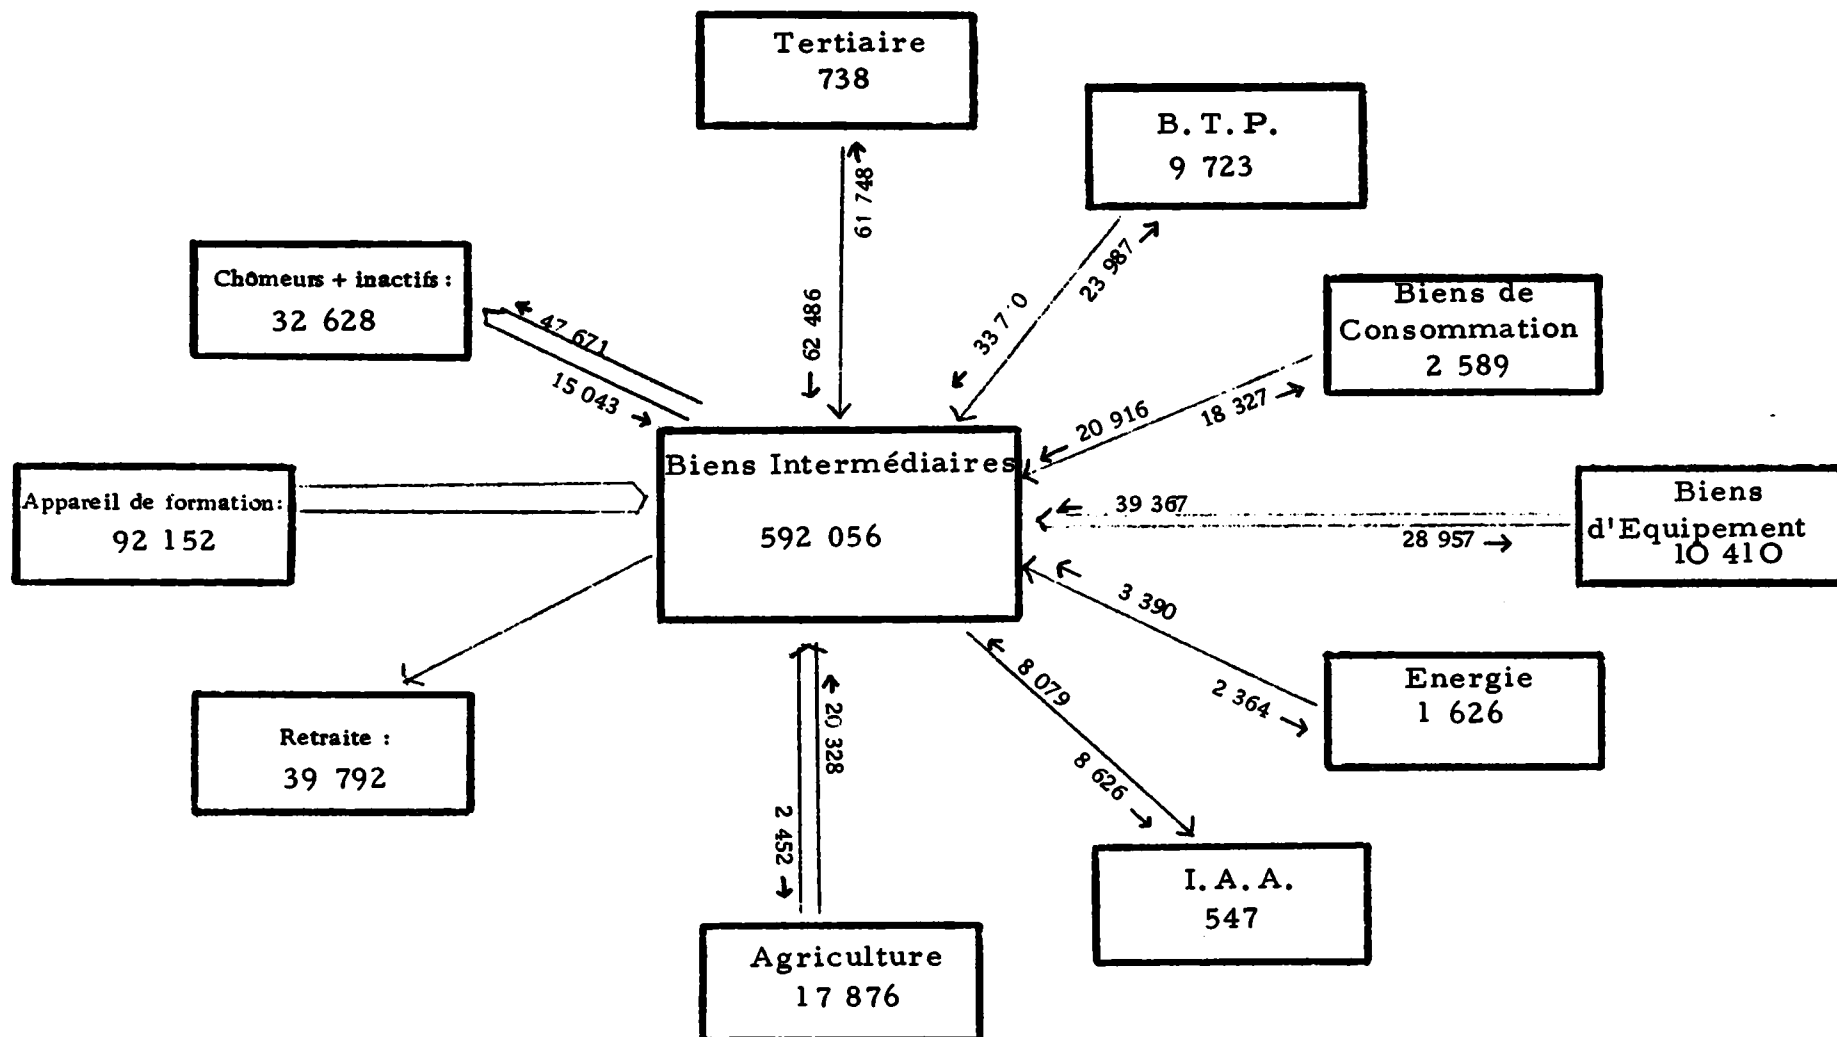 Tertiaire
738
B. T. P.
9 723
61 748
62 486
23 987
Chômeurs + inactifs :
32 628
47 671
15 043
Biens de
Consommation
2 589
20 916
18 327
Biens Intermédiaires
592 056
Appareil de formation:
92 152
39 367
28 957
Biens
d'Equipement
10 410
3 390
2 364
Energie
1 626
Retraite :
39 792
8 079
8 626
20 328
2 452
I. A. A.
547
Agriculture
17 876